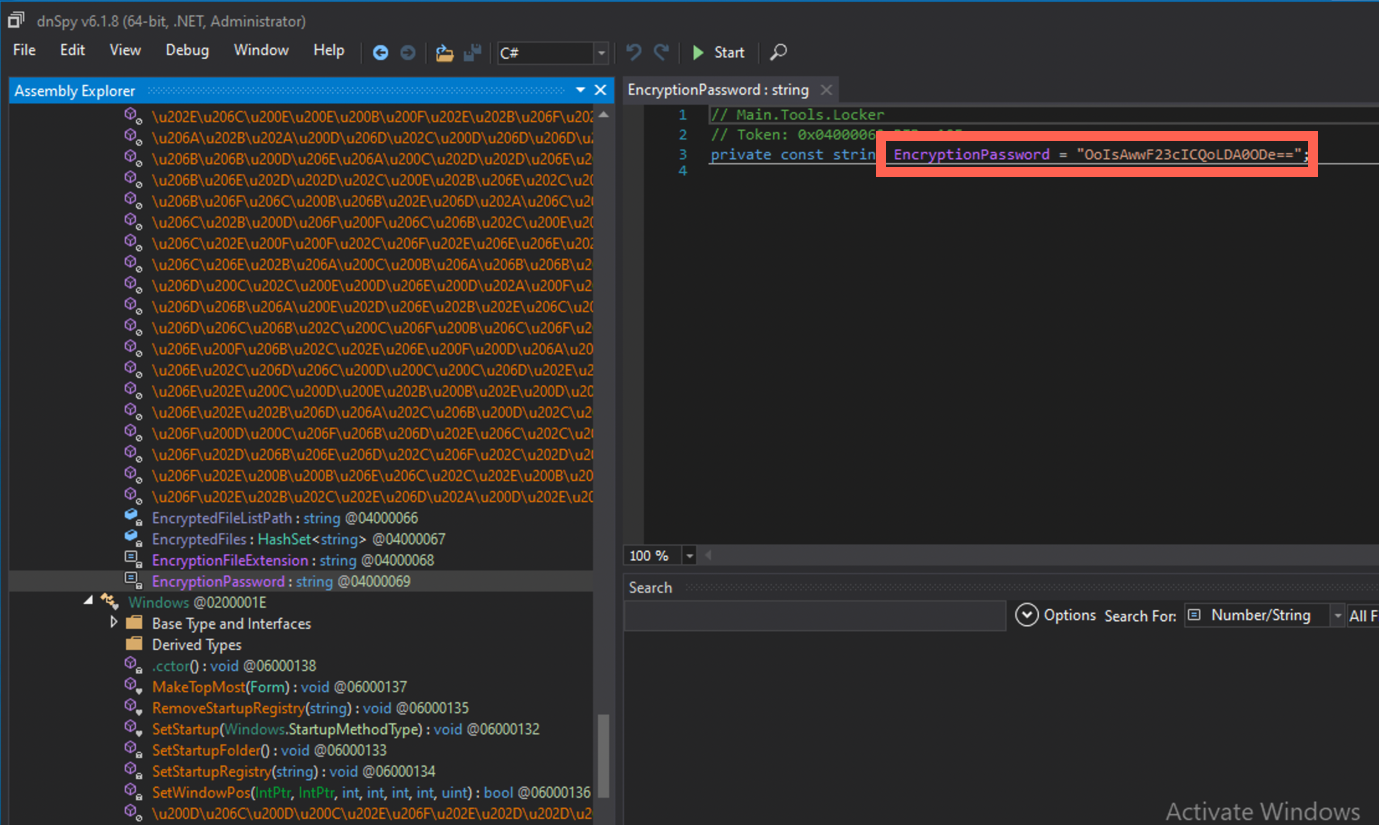 dnSpy v6.1.8 (64-bit, .NET, Administrator)
File Edit View Debug Window Help C# Start
Assembly Explorer
\u202E\u206C\u200E\u200E\u200B\u200F\u202E\u202B\u206F\u202
\u206A\u202B\u202A\u200D\u206D\u202C\u200D\u206D\u206D\u
\u206B\u206B\u200D\u206E\u206D\u200F\u206A\u206E\u200D\u
\u206B\u206E\u202D\u202D\u202C\u200B\u206E\u202C\u200E\u
\u206B\u206F\u206C\u200B\u206B\u202E\u206D\u202A\u206C\u
\u206C\u202B\u200D\u206F\u200F\u206C\u206B\u202C\u200E\u20
\u206C\u202E\u200F\u200F\u202C\u206F\u202E\u206E\u206E\u202
\u206C\u206E\u202B\u206A\u200C\u200B\u206A\u206B\u206B\u2
\u206D\u200C\u202C\u200E\u200D\u206E\u200D\u202A\u200F\u2
\u206D\u206B\u206A\u200E\u202D\u206E\u202B\u202E\u206C\u20
\u206D\u206C\u206B\u202C\u200C\u206F\u200B\u206C\u206F\u2
\u206E\u200F\u206B\u202C\u202E\u206E\u200F\u200D\u206A\u20
\u206E\u202C\u206D\u206C\u200D\u200C\u200C\u206D\u202E\u2
\u206E\u202E\u200C\u200D\u200E\u202B\u200B\u202E\u200D\u20
\u206E\u202E\u202B\u206D\u206A\u202C\u206B\u200D\u202C\u2
\u206F\u200D\u200C\u206F\u206B\u206D\u202E\u206C\u202C\u2
\u206F\u202D\u206B\u206E\u206D\u202C\u206F\u202C\u202D\u2
\u206F\u202E\u200B\u200B\u206E\u206C\u202C\u202E\u200B\u20
\u206F\u202E\u202B\u202C\u202E\u206D\u202A\u200D\u202E\u20
EncryptedFileListPath : string @04000066
EncryptedFiles : HashSet<string> @04000067
EncryptionFileExtension : string @04000068
EncryptionPassword : string @04000069
Windows @0200001E
Base Type and Interfaces
Derived Types
.cctor() : void @06000138
MakeTopMost(Form) : void @06000137
RemoveStartupRegistry(string) : void @06000135
SetStartup(Windows.StartupMethodType) : void @06000132
SetStartupFolder() : void @06000133
SetStartupRegistry(string) : void @06000134
SetWindowPos(IntPtr, IntPtr, int, int, int, int, uint) : bool @06000136
\u200D\u206C\u200D\u200C\u202E\u206F\u202E\u202D\u202D\u2
EncryptionPassword : string
1 // Main.Tools.Locker
2 // Token: 0x04000069
3 private const strin EncryptionPassword = "OoIsAwwF23cICQoLDA0ODe==";
4
100 %
Search
Options Search For: Number/String All F
Activate Windows